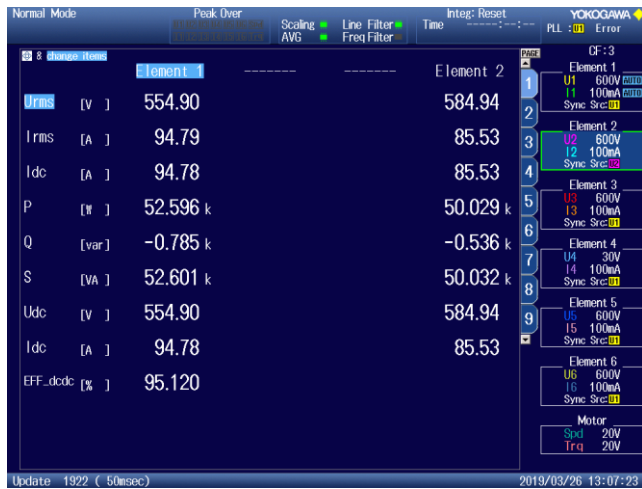 Normal Mode
Peak Over
Scaling
AVG
Line Filter
Freq Filter
Integ: Reset
Time -----:--:--
YOKOGAWA
PLL :U1 Error
& change items
Element 1 ------- ------- Element 2
Urms [V ] 554.90 584.94
Irms [A ] 94.79 85.53
Idc [A ] 94.78 85.53
P [W ] 52.596 k 50.029 k
Q [var] -0.785 k -0.536 k
S [VA ] 52.601 k 50.032 k
Udc [V ] 554.90 584.94
Idc [A ] 94.78 85.53
EFF_dcdc [% ] 95.120
PAGE
1
2
3
4
5
6
7
8
9
CF:3
Element 1
U1 600V AUTO
I1 100mA AUTO
Sync Src:U1
Element 2
U2 600V
I2 100mA
Sync Src:U2
Element 3
U3 600V
I3 100mA
Sync Src:U1
Element 4
U4 30V
I4 100mA
Sync Src:U1
Element 5
U5 600V
I5 100mA
Sync Src:U1
Element 6
U6 600V
I6 100mA
Sync Src:U1
Motor
Spd 20V
Trq 20V
Update 1922 ( 50msec)
2019/03/26 13:07:23